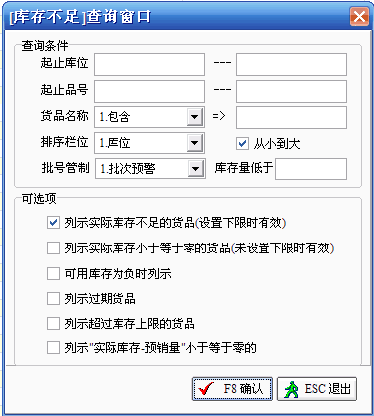 [库存不足]查询窗口
查询条件
起止库位 ---
起止品号 ---
货品名称 1.包含 =>
排序栏位 1.库位 从小到大
批号管制 1.批次预警 库存量低于
可选项
列示实际库存不足的货品(设置下限时有效)
列示实际库存小于等于零的货品(未设置下限时有效)
可用库存为负时列示
列示过期货品
列示超过库存上限的货品
列示"实际库存-预销量"小于等于零的
F8 确认 ESC 退出